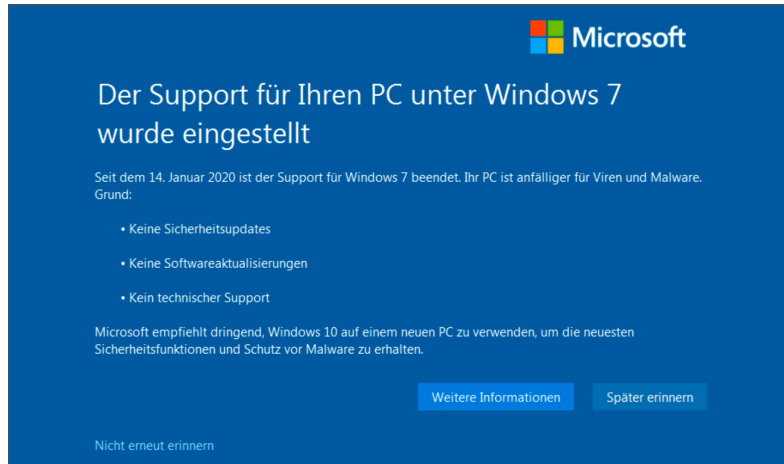 Microsoft
Der Support für Ihren PC unter Windows 7
wurde eingestellt
Seit dem 14. Januar 2020 ist der Support für Windows 7 beendet. Ihr PC ist anfälliger für Viren und Malware.
Grund:
• Keine Sicherheitsupdates
• Keine Softwareaktualisierungen
• Kein technischer Support
Microsoft empfiehlt dringend, Windows 10 auf einem neuen PC zu verwenden, um die neuesten
Sicherheitsfunktionen und Schutz vor Malware zu erhalten.
Weitere Informationen Später erinnern
Nicht erneut erinnern